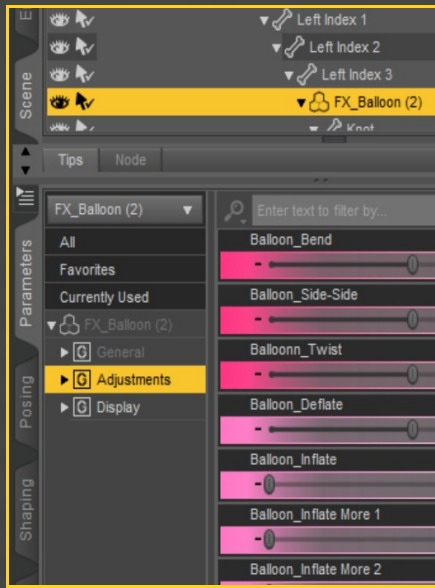 Left Index 1
Left Index 2
Left Index 3
FX_Balloon (2)
Knot
Scene
Tips Node
FX_Balloon (2)
Enter text to filter by...
All
Favorites
Currently Used
FX_Balloon (2)
G General
G Adjustments
G Display
Parameters
Posing
Shaping
Balloon_Bend
Balloon_Side-Side
Balloonn_Twist
Balloon_Deflate
Balloon_Inflate
Balloon_Inflate More 1
Balloon_Inflate More 2